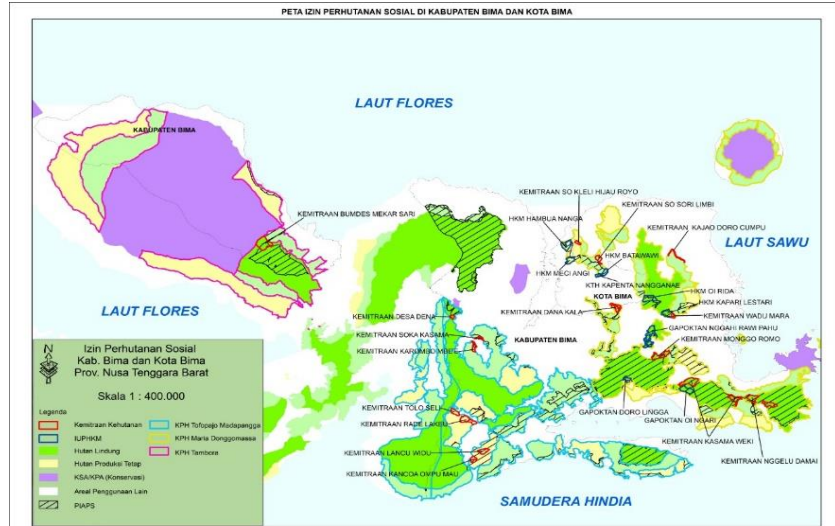 PETA IZIN PERHUTANAN SOSIAL DI KABUPATEN BIMA DAN KOTA BIMA
LAUT FLORES
KABUPATEN BIMA
KEMITRAAN SO KLELI HIJAU ROYO
KEMITRAAN SO SORI LIMBI
HKM HAMBUA NANGA
KEMITRAAN KAJAO DORO CUMPU
KEMITRAAN BUMDES MEKAR SARI
LAUT SAWU
HKM BATAWAWI
HKM MECI ANGI
KTH KAPENTA NANGGANAE
HKM OI RIDA
KOTA BIMA
HKM KAPARI LESTARI
LAUT FLORES
KEMITRAAN DANA KALA
KEMITRAAN WADU MARA
KEMITRAAN DESA DENA
GAPOKTAN NGGAHI RAWI PAHU
KEMITRAAN SOKA KASAMA
KABUPATEN BIMA
KEMITRAAN MONGGO ROMO
KEMITRAAN KAROMBO MBIE
N
Izin Perhutanan Sosial
Kab. Bima dan Kota Bima
Prov. Nusa Tenggara Barat
Skala 1 : 400.000
GAPOKTAN DORO LINGGA
KEMITRAAN TOLO SELI
GAPOKTAN OI NGARI
KEMITRAAN RADE LAKSU
KEMITRAAN KASAMA WEKI
KEMITRAAN LANCU WIDU
KEMITRAAN NGGELU DAMAI
KEMITRAAN KANCOA OMPU MAU
SAMUDERA HINDIA
Legenda
Kemitraan Kehutanan
IUPHKM
Hutan Lindung
Hutan Produksi Tetap
KSA/KPA (Konservasi)
Areal Penggunaan Lain
PIAPS
KPH Tofopajo Madapangga
KPH Maria Donggomassa
KPH Tambora